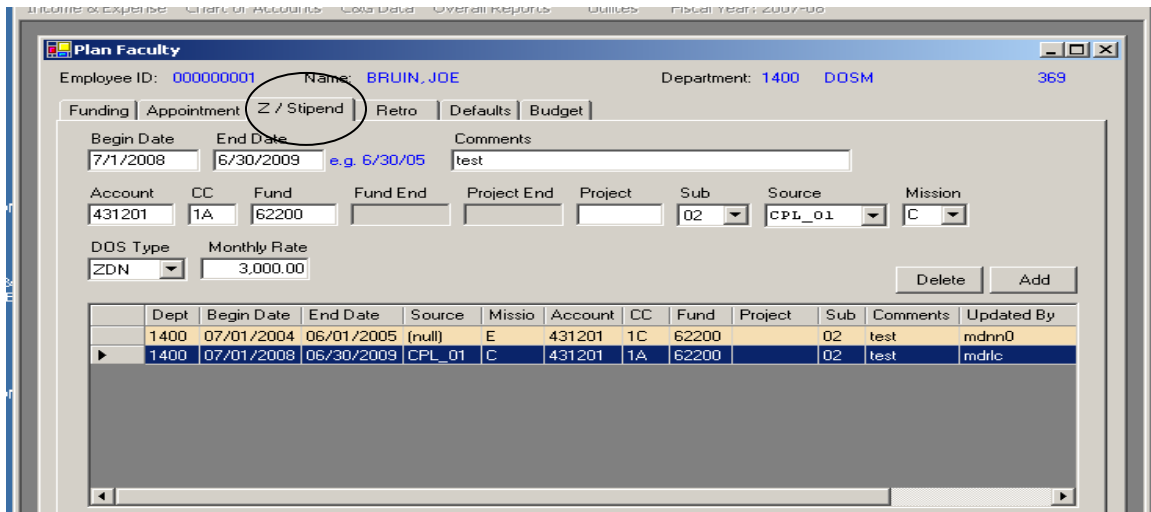 Income & Expense Chart of Accounts C&G Data Overall Reports Utilities Fiscal Year: 2007-08
Plan Faculty
Employee ID: 000000001 Name: BRUIN, JOE Department: 1400 DOSM 369
Funding Appointment Z / Stipend Retro Defaults Budget
Begin Date End Date Comments
7/1/2008 6/30/2009 e.g. 6/30/05 test
Account CC Fund Fund End Project End Project Sub Source Mission
431201 1A 62200 02 CPL_01 C
DOS Type Monthly Rate
ZDN 3,000.00
Delete Add
Dept Begin Date End Date Source Missio Account CC Fund Project Sub Comments Updated By
1400 07/01/2004 06/01/2005 (null) E 431201 1C 62200 02 test mdnn0
1400 07/01/2008 06/30/2009 CPL_01 C 431201 1A 62200 02 test mdrlc